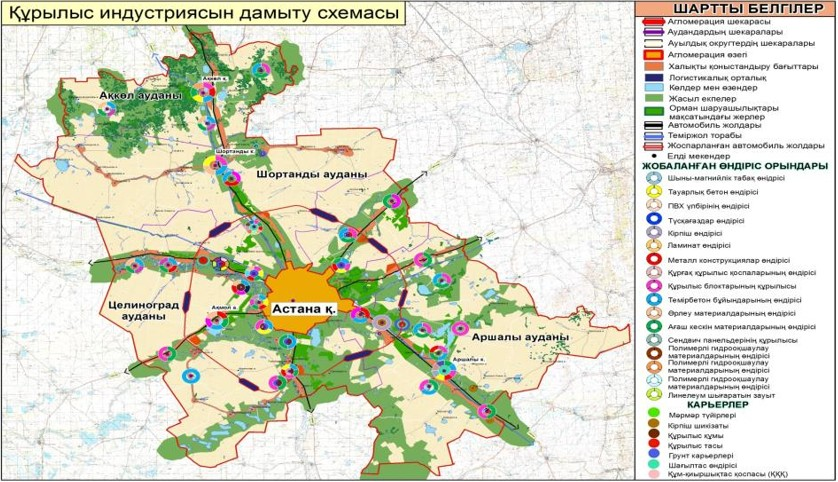 Құрылыс индустриясын дамыту схемасы
Ақкөл ауданы
Ақкөл қ.
Шортанды к.
Шортанды ауданы
Целиноград
ауданы
Астана қ.
Аршалы ауданы
Аршалы к.
ШАРТТЫ БЕЛГІЛЕР
Агломерация шекарасы
Аудандардың шекаралары
Ауылдық округтердің шекаралары
Агломерация өзегі
Халықты қоныстандыру бағыттары
Логистикалық орталық
Көлдер мен өзендер
Жасыл екпелер
Орман шаруашылықтары
мақсатындағы жерлер
Автомобиль жолдары
Теміржол торабы
Жоспарланған автомобиль жолдары
Елді мекендер
ЖОБАЛАНҒАН ӨНДІРІС ОРЫНДАРЫ
Шыны-магнийлік табақ өндірісі
Тауарлық бетон өндірісі
ПВХ үлбірінің өндірісі
Тұсқағаздар өндірісі
Кірпіш өндірісі
Ламинат өндірісі
Металл конструкциялар өндірісі
Құрғақ құрылыс қоспаларының өндірісі
Құрылыс блоктарының құрылысы
Темірбетон бұйымдарының өндірісі
Өрлеу материалдарының өндірісі
Ағаш кескін материалдарының өндірісі
Сендвич панельдерінің құрылысы
Полимерлі гидрооқшаулау
материалдарының өндірісі
Полимерлі гидрооқшаулау
материалдарының өндірісі
Полимерлі гидрооқшаулау
материалдарының өндірісі
Линелеум шығаратын зауыт
КАРЬЕРЛЕР
Мәрмәр түйірлері
Кірпіш шикізаты
Құрылыс құмы
Құрылыс тасы
Грунт карьерлері
Шағылтас өндірісі
Құм-қиыршықтас қоспасы (ҚҚҚ)